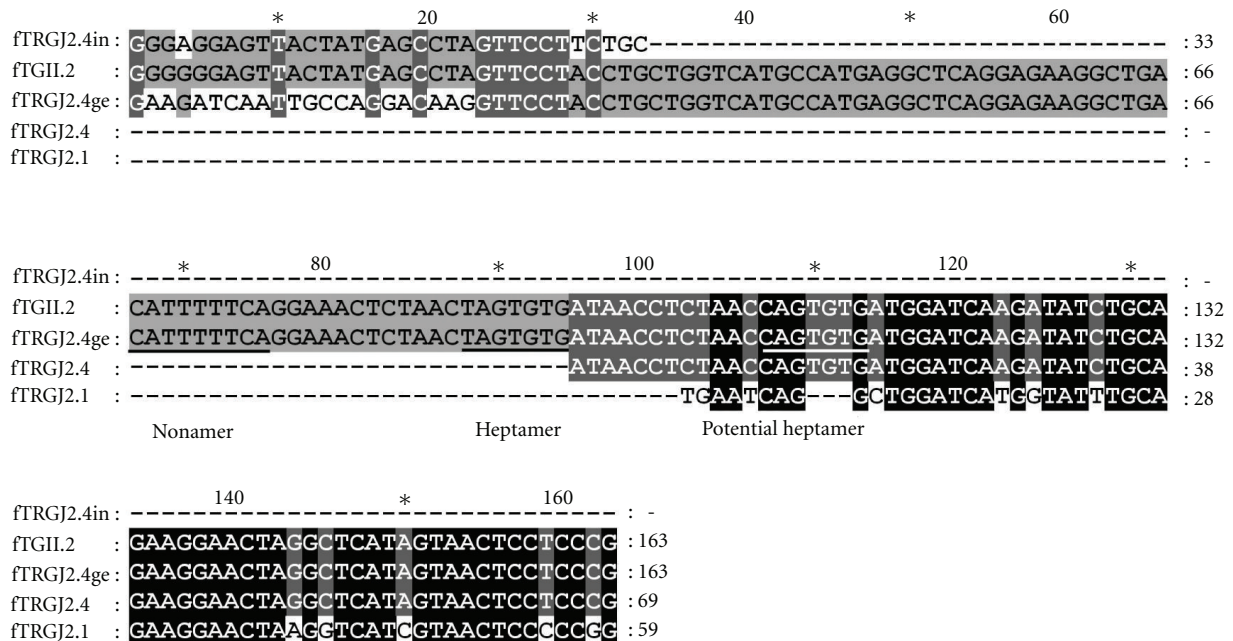 * 20 * 40 * 60
fTRGJ2.4in : GGGAGGAGTTACTATGAGCCTAGTTCCTTCTGC--------------------------------- : 33
fTGII.2 : GGGGGGAGTTACTATGAGCCTAGTTCCTACCTGCTGGTCATGCCATGAGGCTCAGGAGAAGGCTGA : 66
fTRGJ2.4ge : GAAGATCAATTGCCAGGACAAGGTTCCTACCTGCTGGTCATGCCATGAGGCTCAGGAGAAGGCTGA : 66
fTRGJ2.4 : ------------------------------------------------------------------ : -
fTRGJ2.1 : ------------------------------------------------------------------ : -
* 80 * 100 * 120 *
fTRGJ2.4in : ------------------------------------------------------------------ : -
fTGII.2 : CATTTTTCAGGAAACTCTAACTAGTGTGATAACCTCTAACCAGTGTGATGGATCAAGATATCTGCA : 132
fTRGJ2.4ge : CATTTTTCAGGAAACTCTAACTAGTGTGATAACCTCTAACCAGTGTGATGGATCAAGATATCTGCA : 132
fTRGJ2.4 : ----------------------------ATAACCTCTAACCAGTGTGATGGATCAAGATATCTGCA : 38
fTRGJ2.1 : -----------------------------------TGAATCAG---GCTGGATCATGGTATTTGCA : 28
Nonamer Heptamer Potential heptamer
140 * 160
fTRGJ2.4in : ------------------------------- : -
fTGII.2 : GAAGGAACTAGGCTCATAGTAACTCCTCCCG : 163
fTRGJ2.4ge : GAAGGAACTAGGCTCATAGTAACTCCTCCCG : 163
fTRGJ2.4 : GAAGGAACTAGGCTCATAGTAACTCCTCCCG : 69
fTRGJ2.1 : GAAGGAACTAAGGTCATCGTAACTCCCCCGG : 59